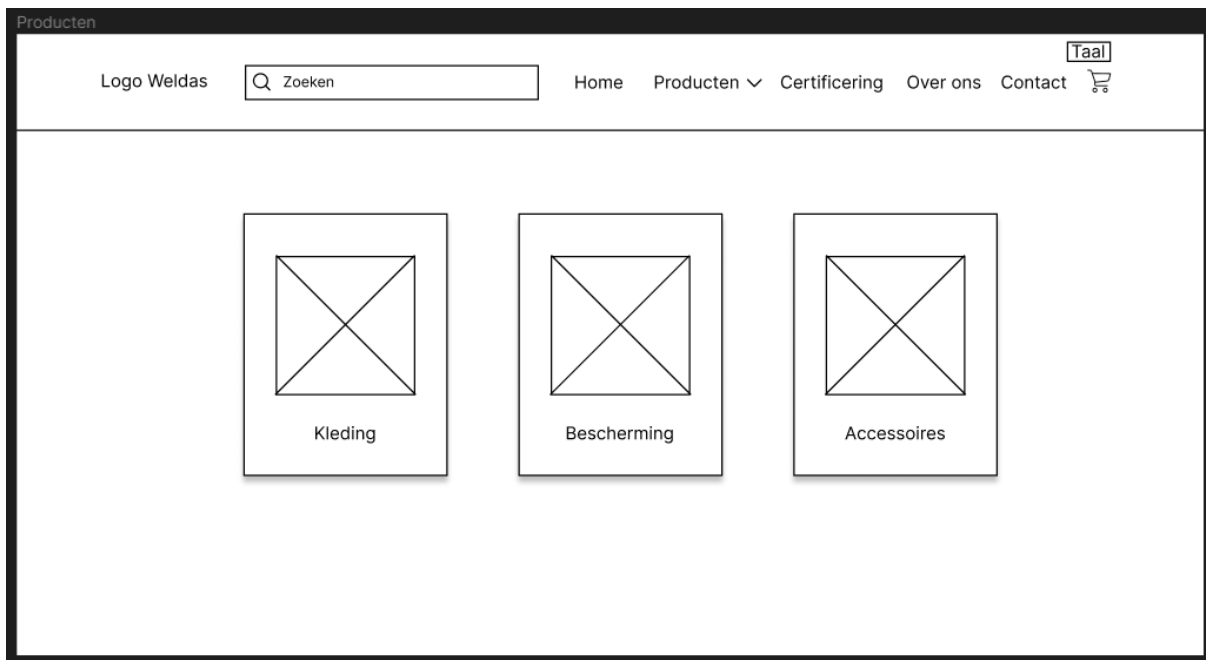 Producten
Taal
Logo Weldas
Zoeken
Home Producten Certificering Over ons Contact
Kleding
Bescherming
Accessoires